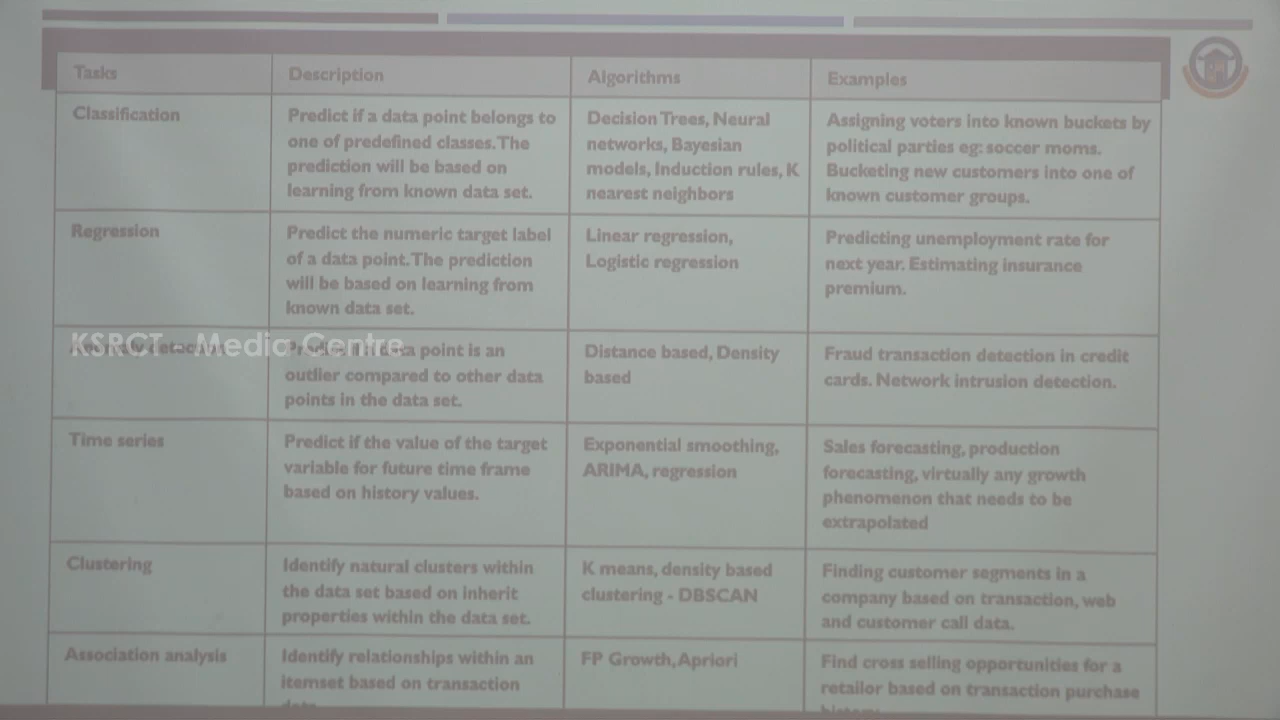 Tasks
Description
Algorithms
Examples
Classification
Predict if a data point belongs to
one of predefined classes. The
prediction will be based on
learning from known data set.
Decision Trees, Neural
networks, Bayesian
models, Induction rules, K
nearest neighbors
Assigning voters into known buckets by
political parties eg: soccer moms.
Bucketing new customers into one of
known customer groups.
Regression
Predict the numeric target label
of a data point. The prediction
will be based on learning from
known data set.
Linear regression,
Logistic regression
Predicting unemployment rate for
next year. Estimating insurance
premium.
KSRCT - Media Centre
point is an
outlier compared to other data
points in the data set.
Distance based, Density
based
Fraud transaction detection in credit
cards. Network intrusion detection.
Time series
Predict if the value of the target
variable for future time frame
based on history values.
Exponential smoothing,
ARIMA, regression
Sales forecasting, production
forecasting, virtually any growth
phenomenon that needs to be
extrapolated
Clustering
Identify natural clusters within
the data set based on inherit
properties within the data set.
K means, density based
clustering - DBSCAN
Finding customer segments in a
company based on transaction, web
and customer call data.
Association analysis
Identify relationships within an
itemset based on transaction
FP Growth, Apriori
Find cross selling opportunities for a
retailor based on transaction purchase